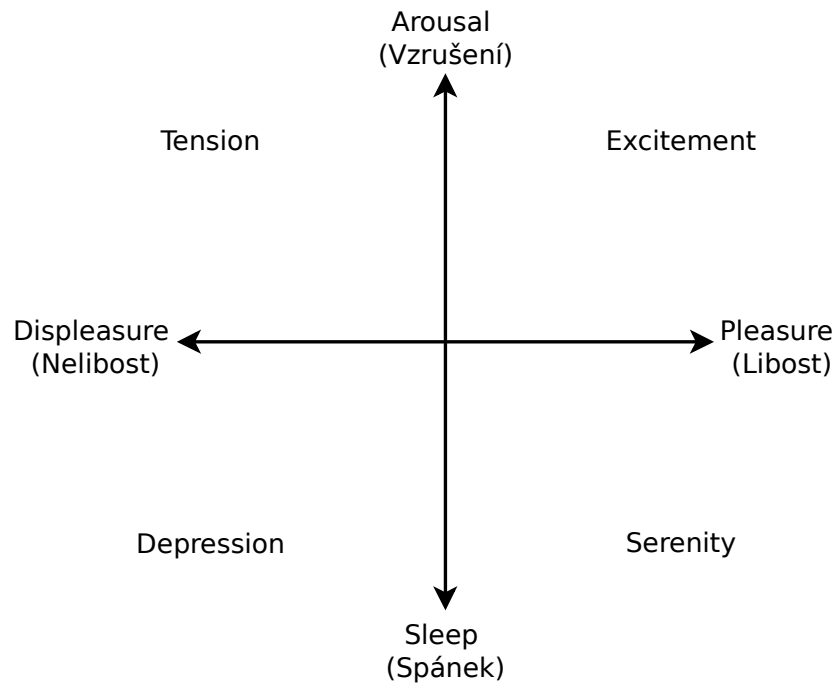 Arousal
(Vzrušení)
Tension
Excitement
Displeasure
(Nelibost)
Pleasure
(Libost)
Depression
Serenity
Sleep
(Spánek)